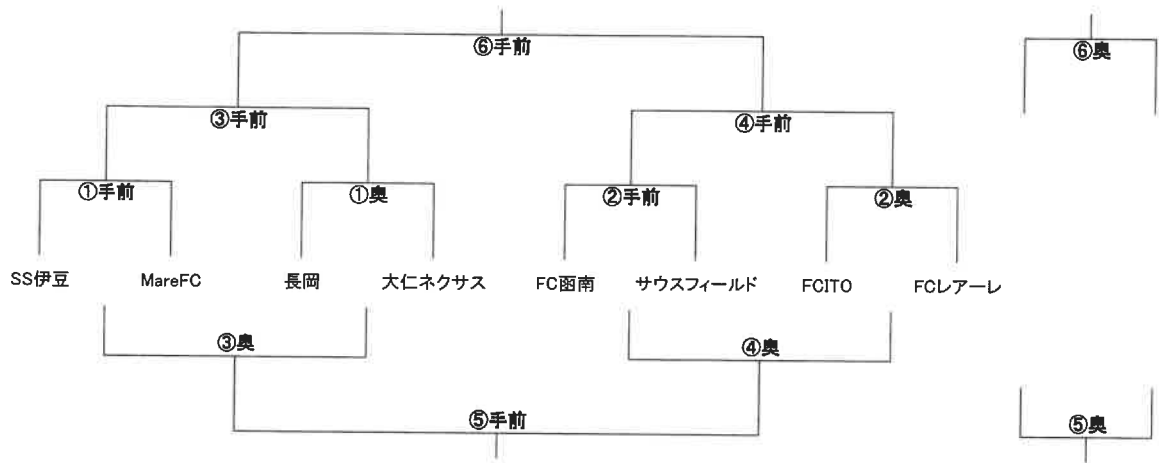 ⑥手前
⑥奥
③手前
④手前
①手前
①奥
②手前
②奥
SS伊豆
MareFC
長岡
大仁ネクサス
FC函南
サウスフィールド
FCITO
FCレアーレ
③奥
④奥
⑤手前
⑤奥